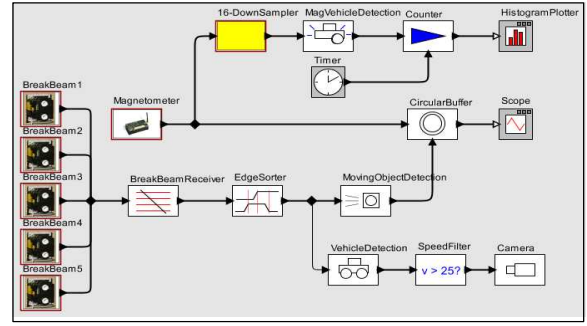 16-DownSampler MagVehicleDetection Counter HistogramPlotter
Timer
BreakBeam1
Magnetometer
CircularBuffer Scope
BreakBeam2
BreakBeam3
BreakBeamReceiver EdgeSorter MovingObjectDetection
BreakBeam4
VehicleDetection SpeedFilter Camera
BreakBeam5
v > 25?